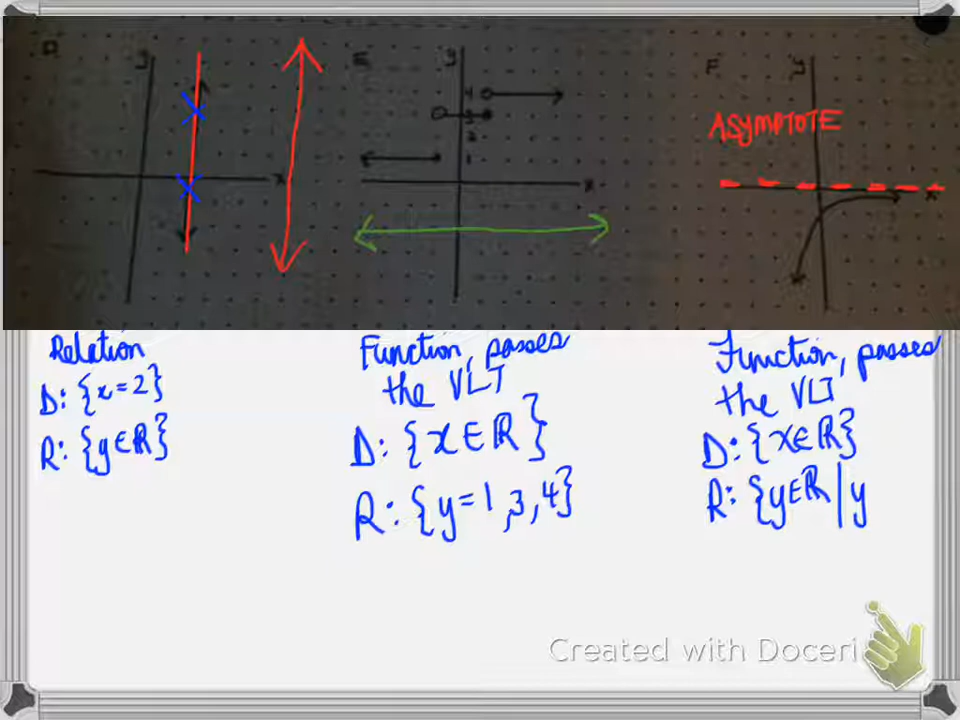 D
y
x
E
y
4
3
2
1
x
F
y
ASYMPTOTE
x
Relation
D: {x=2}
R: {y∈ℝ}
Function, passes
the VLT
D: {x∈ℝ}
R: {y=1,3,4}
Function, passes
the VLT
D: {x∈ℝ}
R: {y∈ℝ|y
Created with Doceri